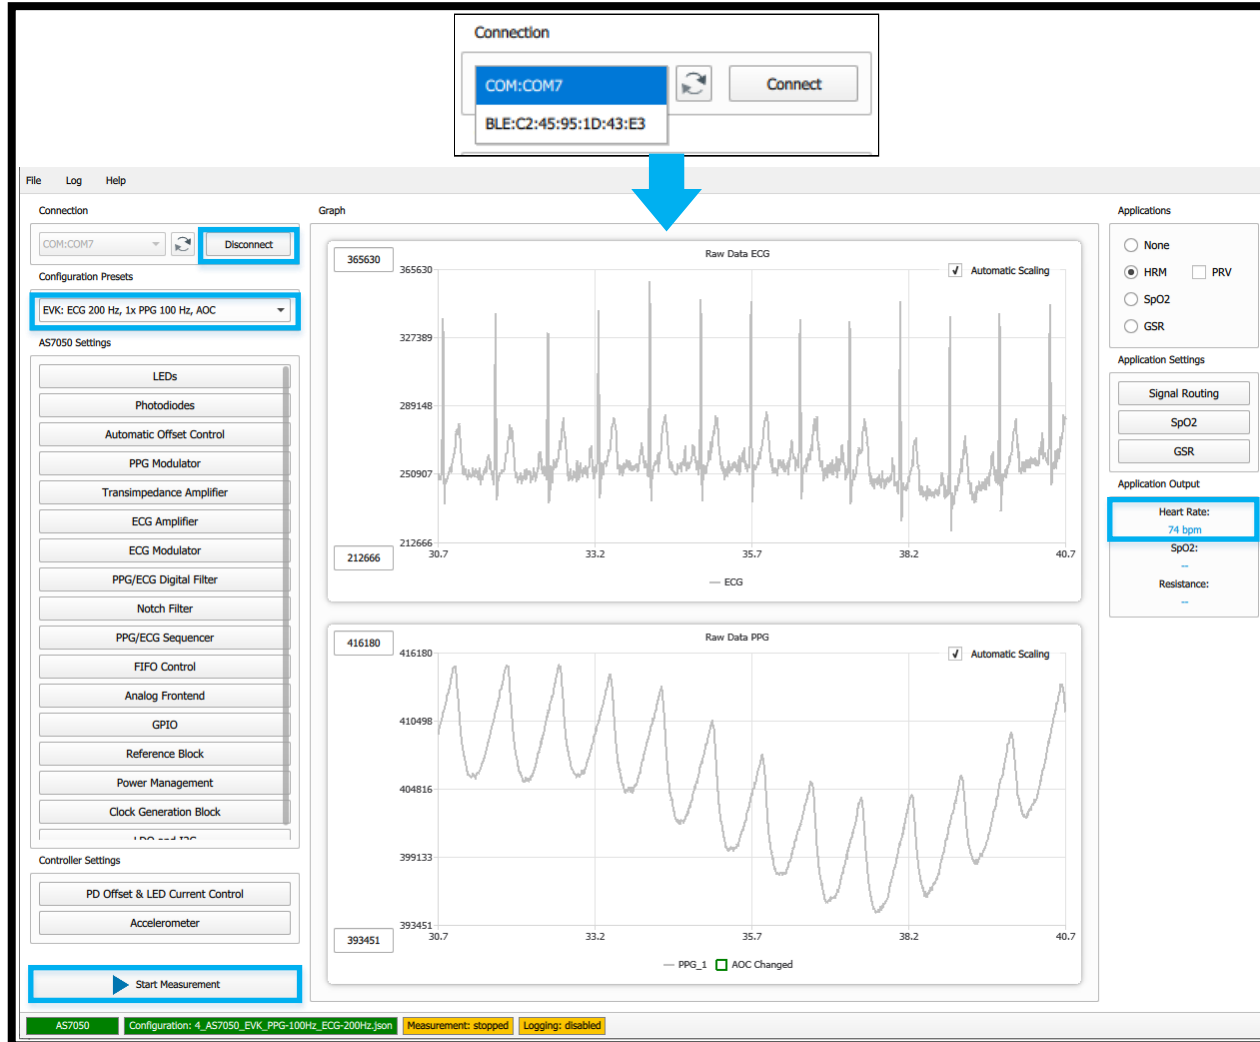 Connection
COM:COM7
Connect
BLE:C2:45:95:1D:43:E3
File Log Help
Connection
COM:COM7
Disconnect
Configuration Presets
EVK: ECG 200 Hz, 1x PPG 100 Hz, AOC
AS7050 Settings
LEDs
Photodiodes
Automatic Offset Control
PPG Modulator
Transimpedance Amplifier
ECG Amplifier
ECG Modulator
PPG/ECG Digital Filter
Notch Filter
PPG/ECG Sequencer
FIFO Control
Analog Frontend
GPIO
Reference Block
Power Management
Clock Generation Block
LDO and I2C
Controller Settings
PD Offset & LED Current Control
Accelerometer
Start Measurement
Graph
Raw Data ECG
Automatic Scaling
365630
365630
327389
289148
250907
212666
212666
30.7 33.2 35.7 38.2 40.7
ECG
Raw Data PPG
Automatic Scaling
416180
416180
410498
404816
399133
393451
393451
30.7 33.2 35.7 38.2 40.7
PPG_1 AOC Changed
Applications
None
HRM PRV
SpO2
GSR
Application Settings
Signal Routing
SpO2
GSR
Application Output
Heart Rate:
74 bpm
SpO2:
--
Resistance:
--
AS7050 Configuration: 4_AS7050_EVK_PPG-100Hz_ECG-200Hz.json Measurement: stopped Logging: disabled